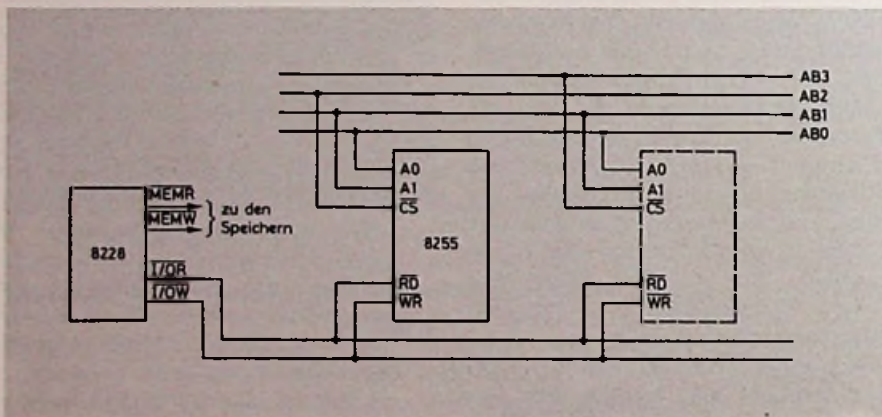 AB3
AB2
AB1
AB0
8228
MEMR
MEMW
zu den
Speichern
I/OR
I/OW
A0
A1
CS
8255
RD
WR
A0
A1
CS
RD
WR